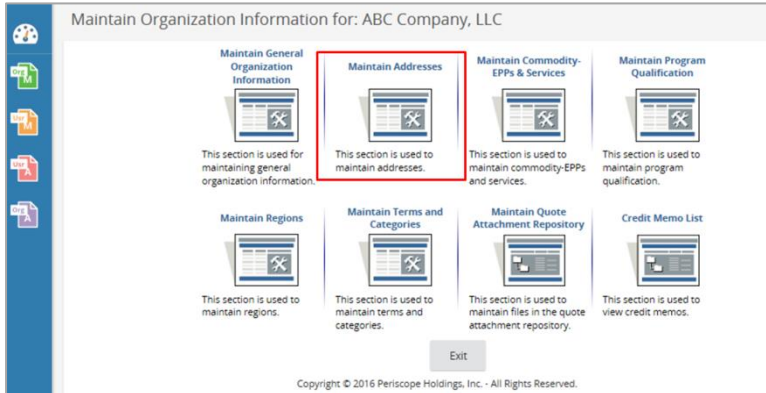 Maintain Organization Information for: ABC Company, LLC
Org
M
Usr
M
Usr
A
Org
A
Maintain General
Organization
Information
This section is used for
maintaining general
organization information.
Maintain Addresses
This section is used to
maintain addresses.
Maintain Commodity-
EPPs & Services
This section is used to
maintain commodity-EPPs
and services.
Maintain Program
Qualification
This section is used to
maintain program
qualification.
Maintain Regions
This section is used to
maintain regions.
Maintain Terms and
Categories
This section is used to
maintain terms and
categories.
Maintain Quote
Attachment Repository
This section is used to
maintain files in the quote
attachment repository.
Credit Memo List
This section is used to
view credit memos.
Exit
Copyright © 2016 Periscope Holdings, Inc. - All Rights Reserved.